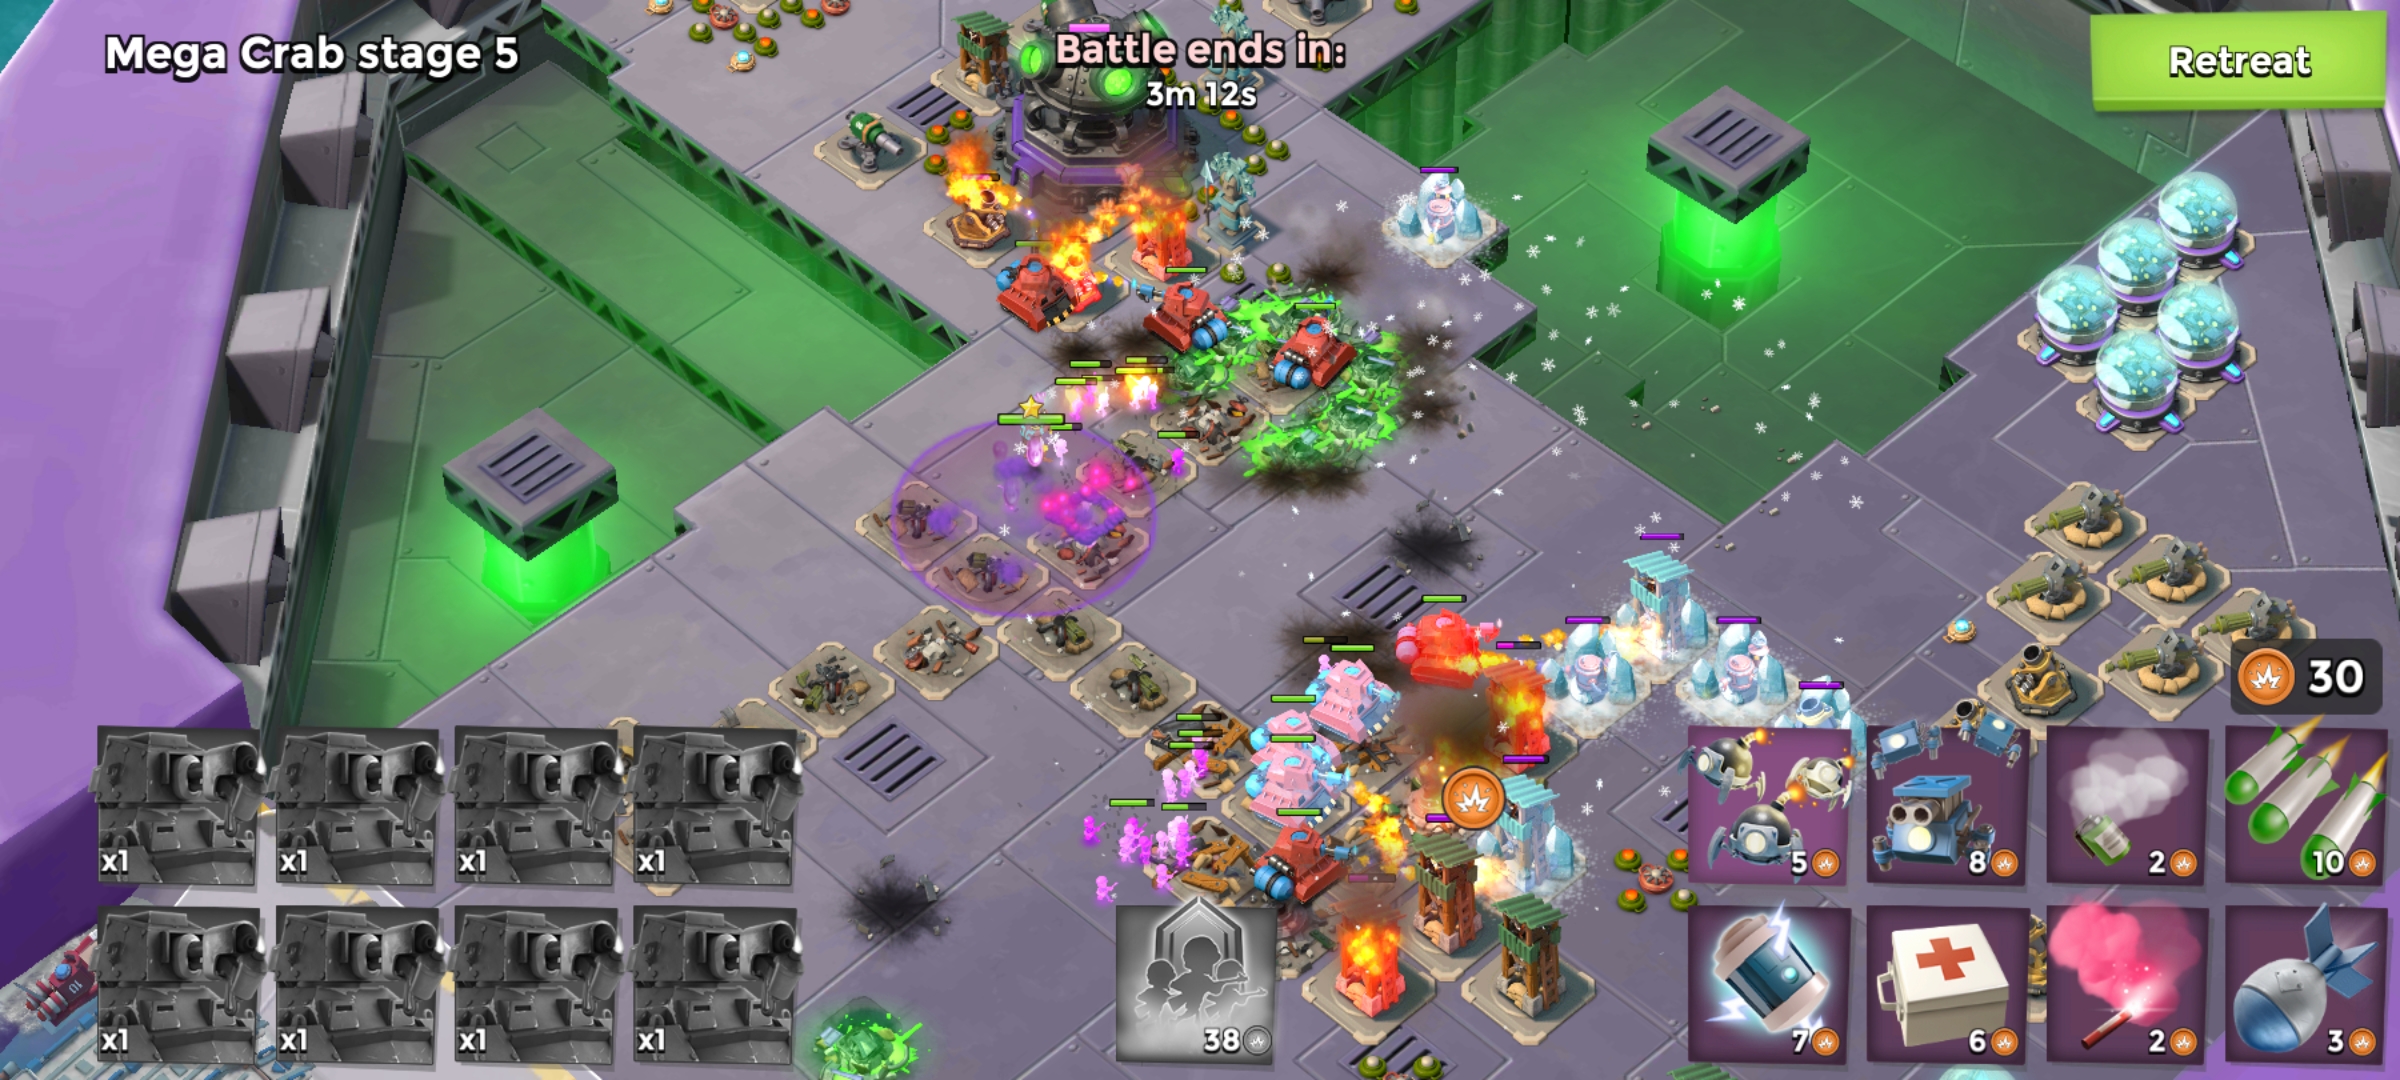 Mega Crab stage 5
Battle ends in:
3m 12s
Retreat
30
x1
x1
x1
x1
5
8
2
10
x1
x1
x1
x1
38
7
6
2
3